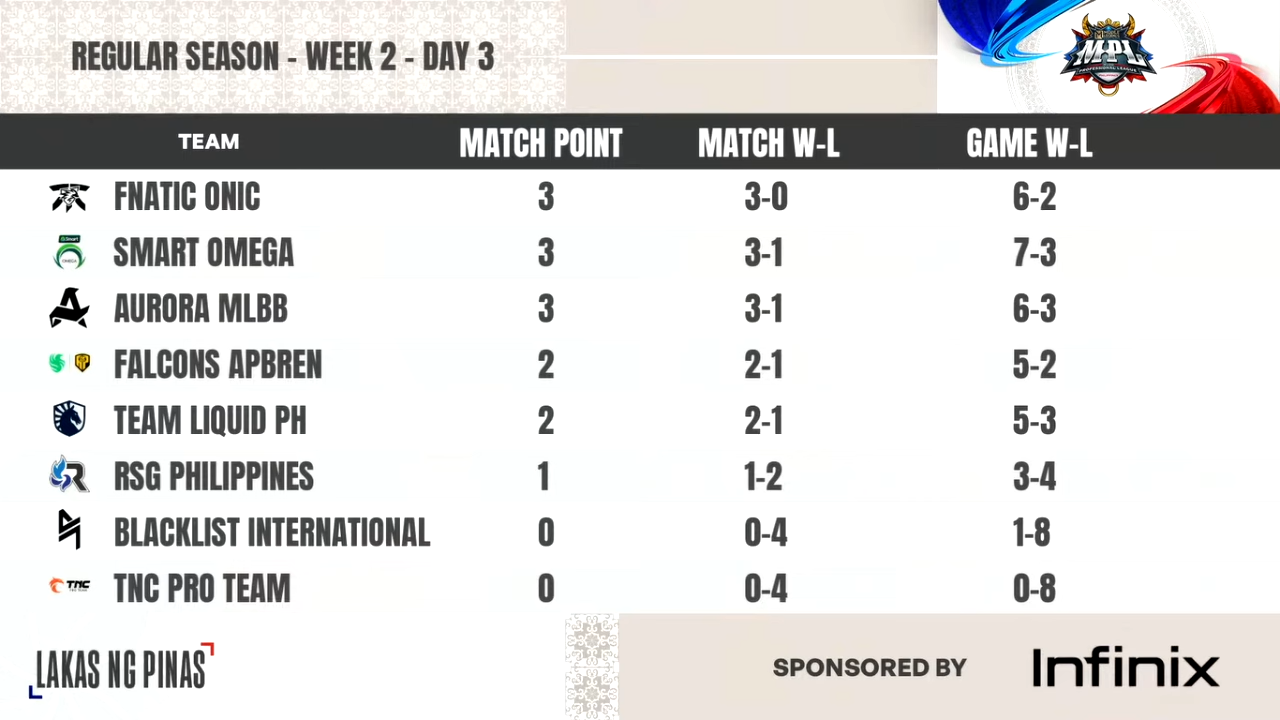 REGULAR SEASON - WEEK 2 - DAY 3
MPL
TEAM MATCH POINT MATCH W-L GAME W-L
FNATIC ONIC 3 3-0 6-2
SMART OMEGA 3 3-1 7-3
AURORA MLBB 3 3-1 6-3
FALCONS APBREN 2 2-1 5-2
TEAM LIQUID PH 2 2-1 5-3
RSG PHILIPPINES 1 1-2 3-4
BLACKLIST INTERNATIONAL 0 0-4 1-8
TNC TNC PRO TEAM 0 0-4 0-8
LAKAS NG PINAS
SPONSORED BY Infinix